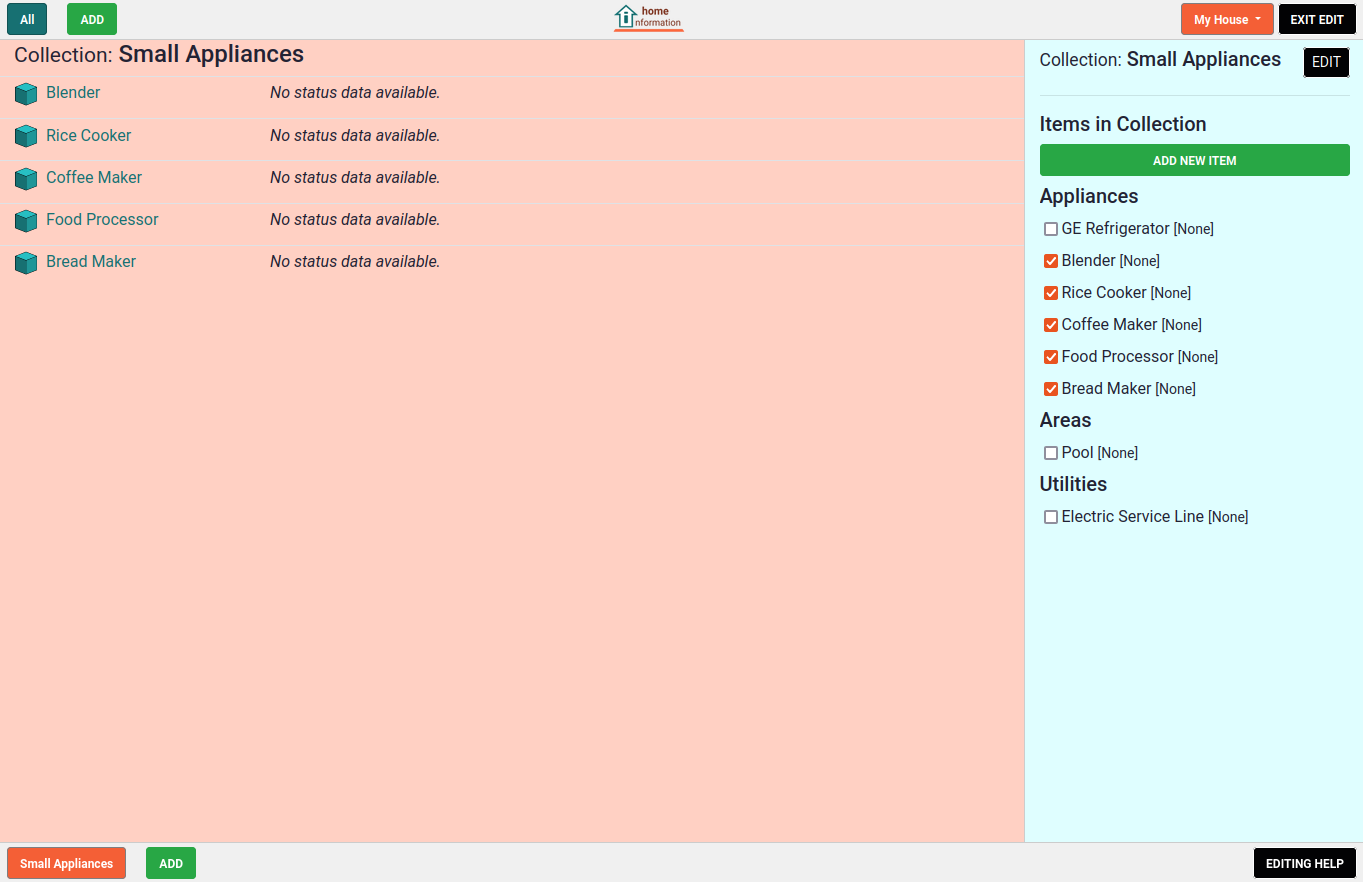 All
ADD
home
nformation
My House
EXIT EDIT
Collection: Small Appliances
Blender No status data available.
Rice Cooker No status data available.
Coffee Maker No status data available.
Food Processor No status data available.
Bread Maker No status data available.
Collection: Small Appliances
EDIT
Items in Collection
ADD NEW ITEM
Appliances
GE Refrigerator [None]
Blender [None]
Rice Cooker [None]
Coffee Maker [None]
Food Processor [None]
Bread Maker [None]
Areas
Pool [None]
Utilities
Electric Service Line [None]
Small Appliances
ADD
EDITING HELP